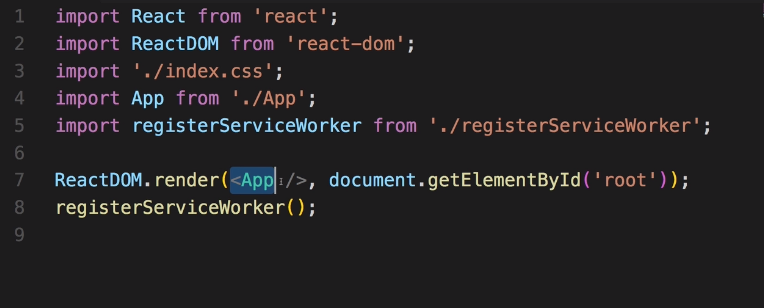 1 import React from 'react';
2 import ReactDOM from 'react-dom';
3 import './index.css';
4 import App from './App';
5 import registerServiceWorker from './registerServiceWorker';
6
7 ReactDOM.render(<App />, document.getElementById('root'));
8 registerServiceWorker();
9